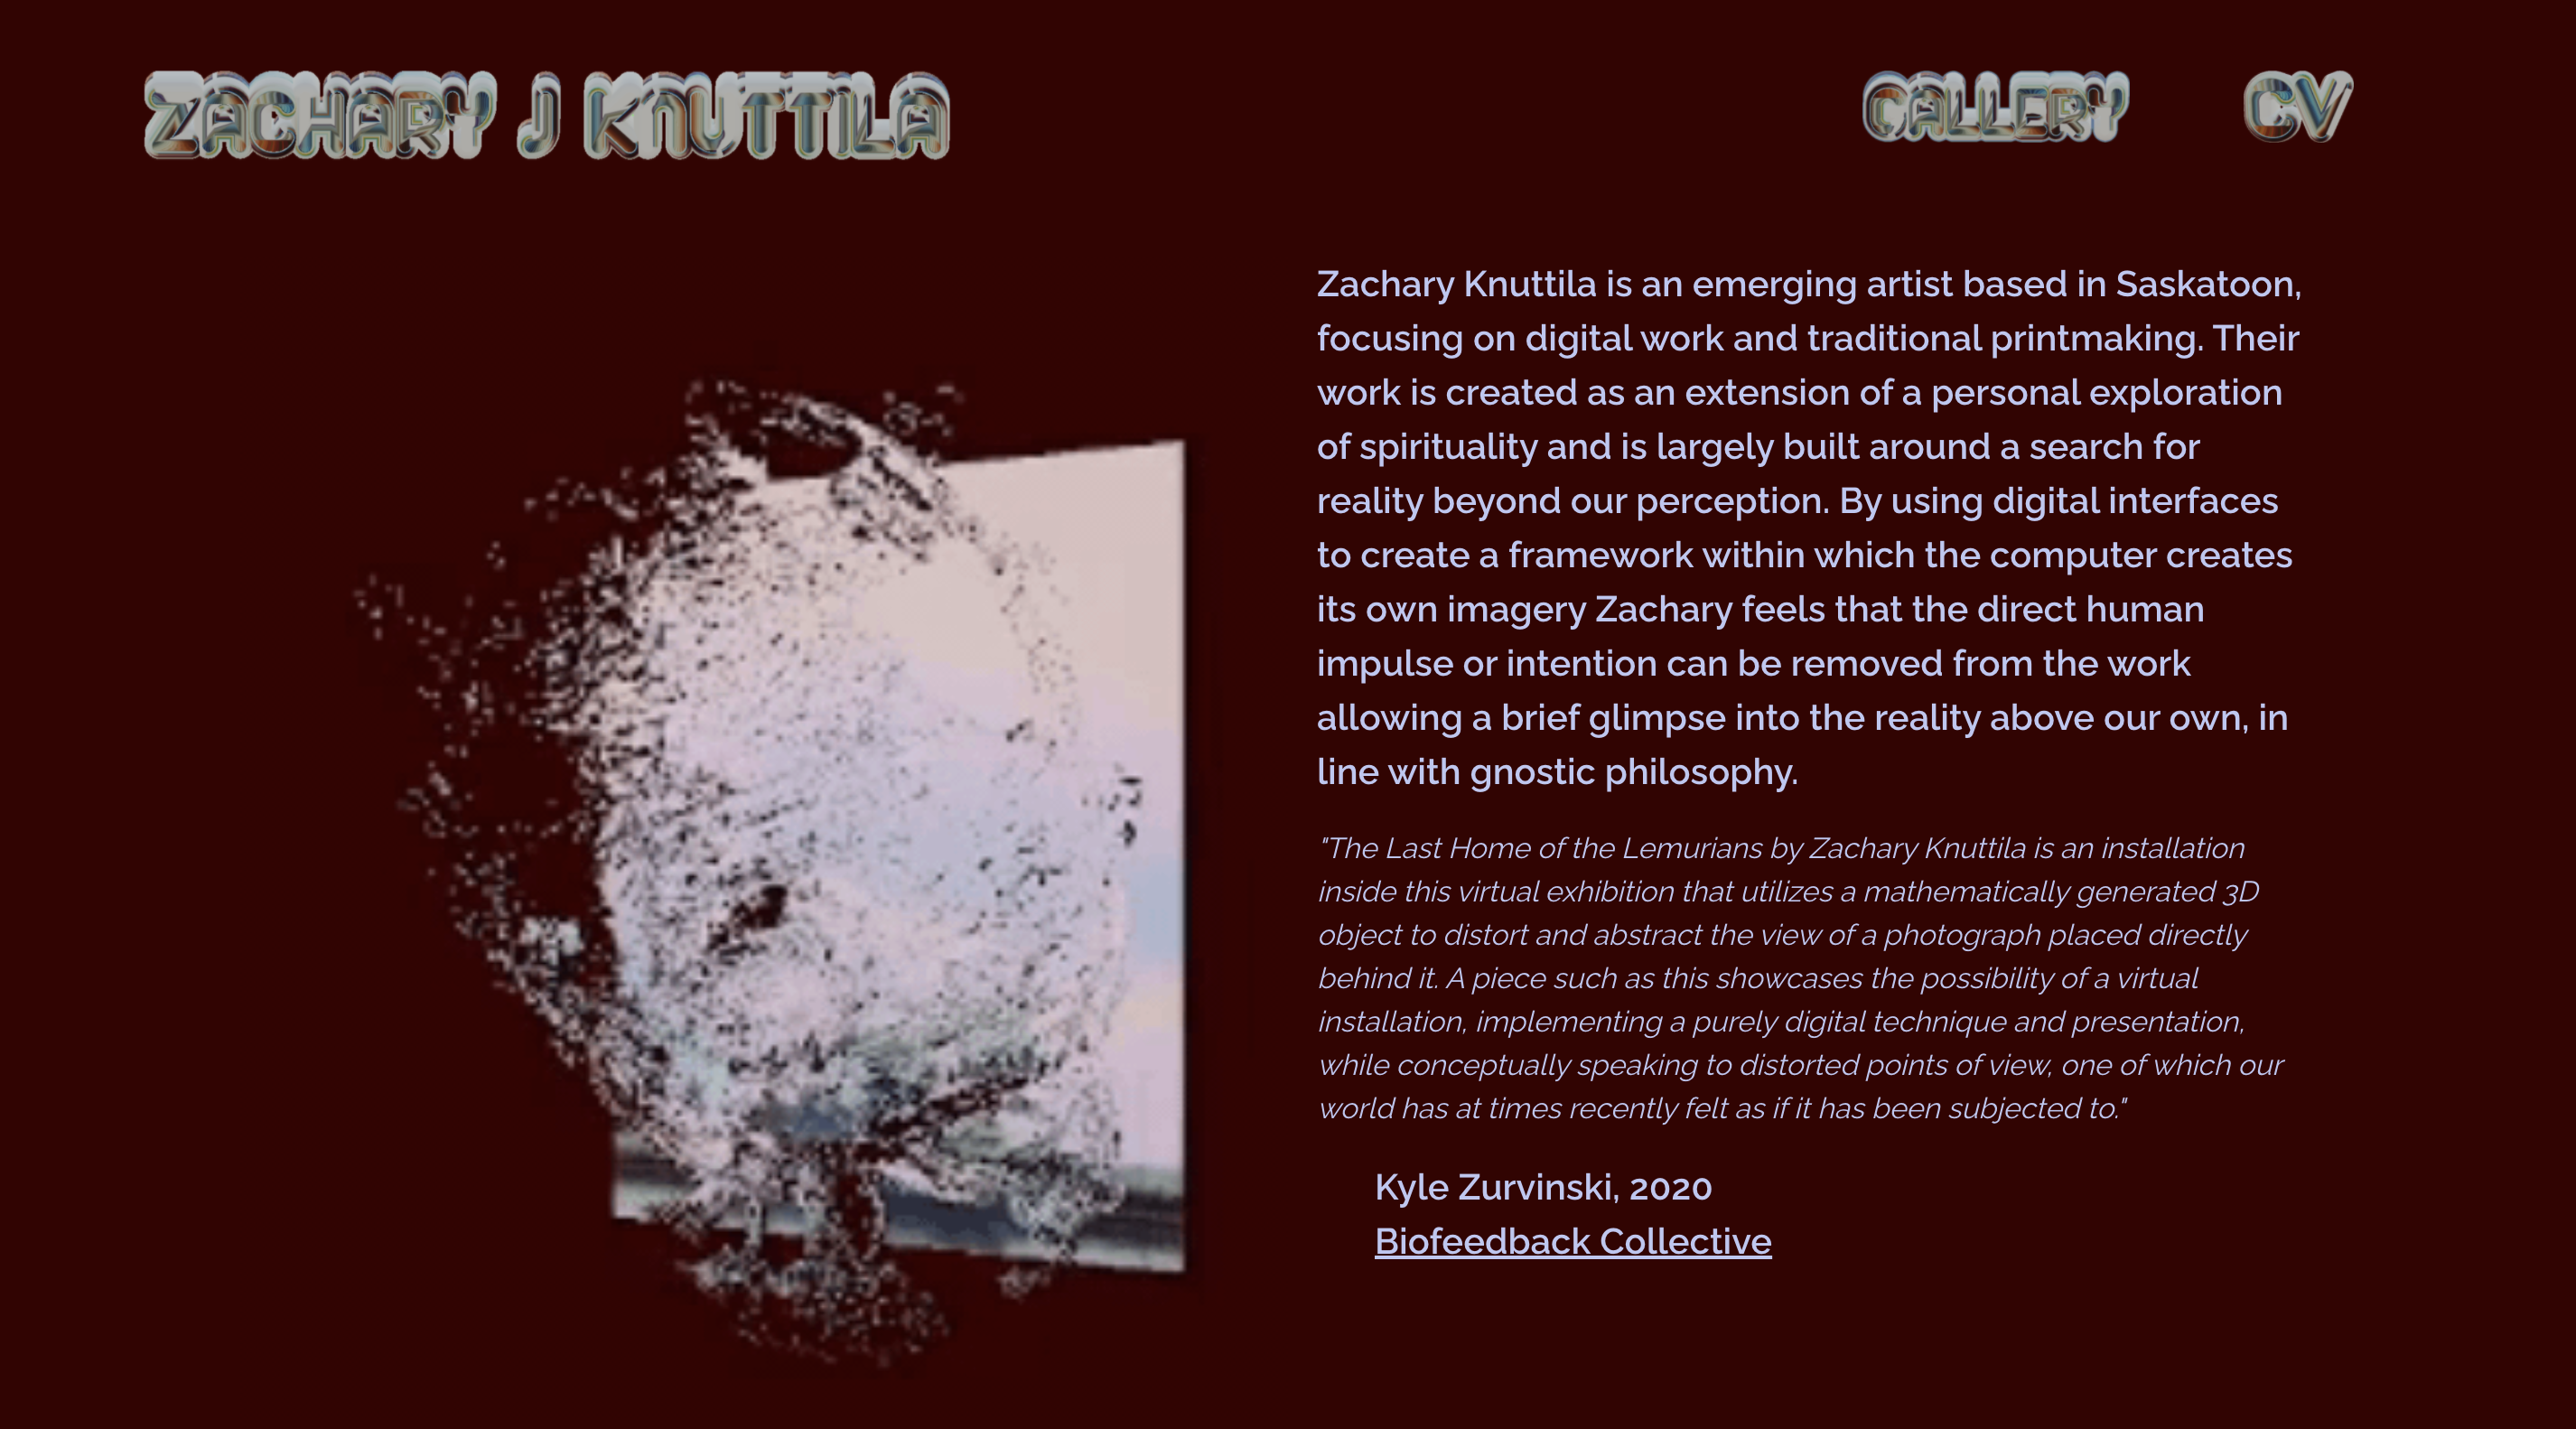 ZACHARY J KNUTTILA
GALLERY
CV
Zachary Knuttila is an emerging artist based in Saskatoon,
focusing on digital work and traditional printmaking. Their
work is created as an extension of a personal exploration
of spirituality and is largely built around a search for
reality beyond our perception. By using digital interfaces
to create a framework within which the computer creates
its own imagery Zachary feels that the direct human
impulse or intention can be removed from the work
allowing a brief glimpse into the reality above our own, in
line with gnostic philosophy.
"The Last Home of the Lemurians by Zachary Knuttila is an installation
inside this virtual exhibition that utilizes a mathematically generated 3D
object to distort and abstract the view of a photograph placed directly
behind it. A piece such as this showcases the possibility of a virtual
installation, implementing a purely digital technique and presentation,
while conceptually speaking to distorted points of view, one of which our
world has at times recently felt as if it has been subjected to."
Kyle Zurvinski, 2020
Biofeedback Collective